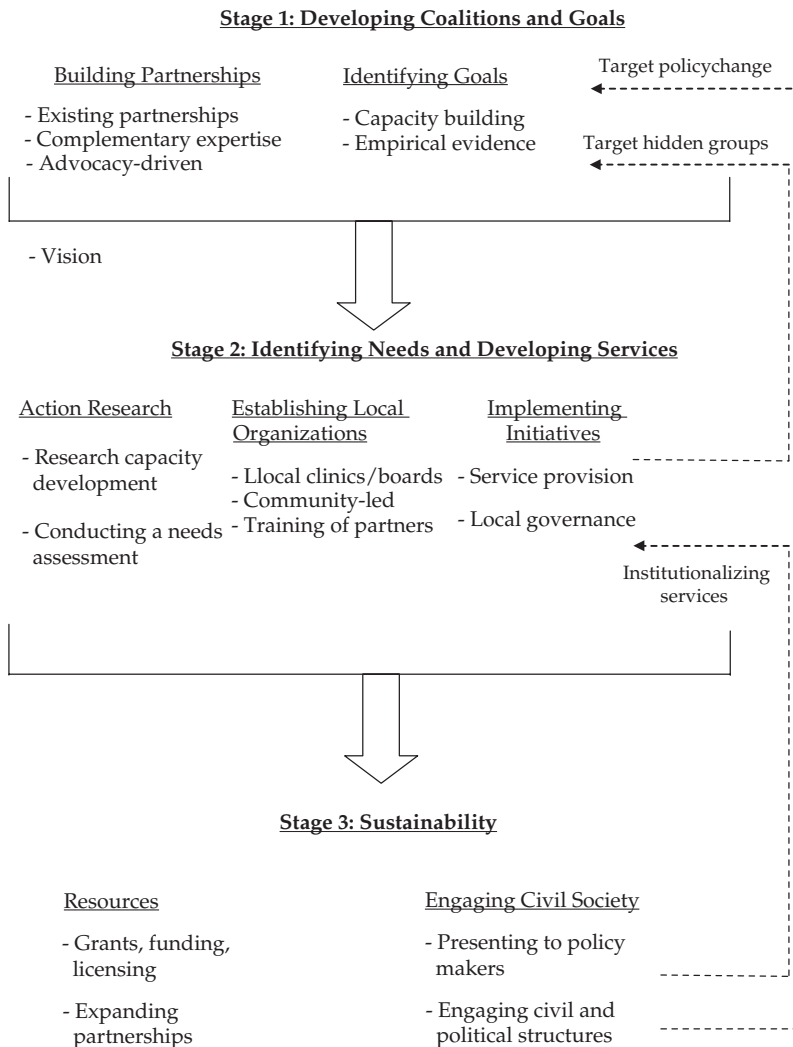 Stage 1: Developing Coalitions and Goals
Building Partnerships
- Existing partnerships
- Complementary expertise
- Advocacy-driven
Identifying Goals
- Capacity building
- Empirical evidence
Target policychange
Target hidden groups
- Vision
Stage 2: Identifying Needs and Developing Services
Action Research
- Research capacity
development
- Conducting a needs
assessment
Establishing Local
Organizations
- Llocal clinics/boards
- Community-led
- Training of partners
Implementing
Initiatives
- Service provision
- Local governance
Institutionalizing
services
Stage 3: Sustainability
Resources
- Grants, funding,
licensing
- Expanding
partnerships
Engaging Civil Society
- Presenting to policy
makers
- Engaging civil and
political structures